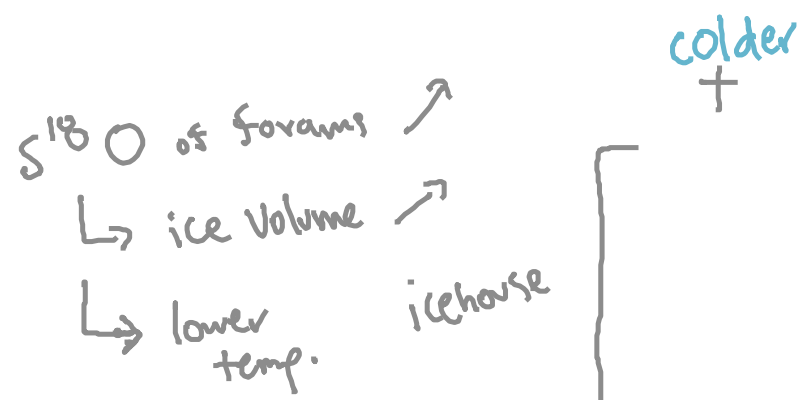 colder
+
δ18O of forams ↗
↳ ice volume ↗
↳ lower temp.
icehouse